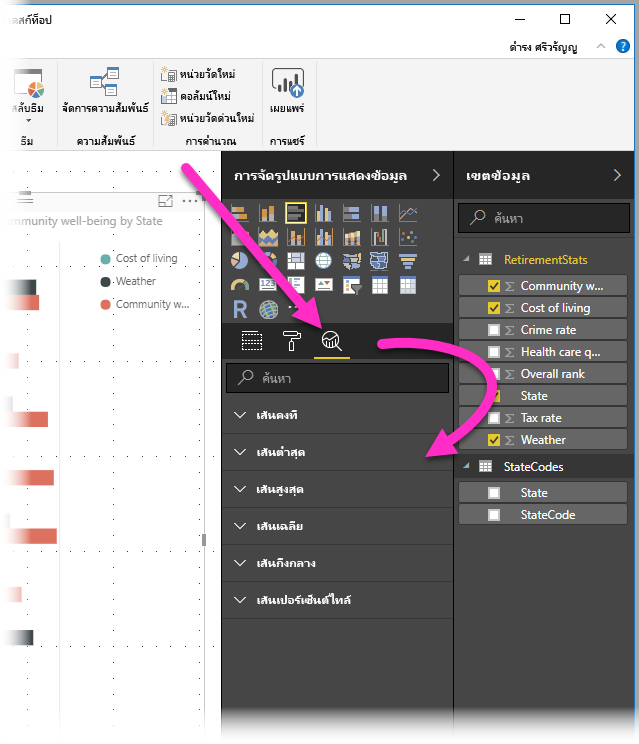 ดสก์ท็อป
ดำรง ศรีวรัญญู
สลับธีม
จัดการความสัมพันธ์
หน่วยวัดใหม่
คอลัมน์ใหม่
หน่วยวัดด่วนใหม่
เผยแพร่
ธีม
ความสัมพันธ์
การคำนวณ
การแชร์
mmunity well-being by State
Cost of living
Weather
Community w...
การจัดรูปแบบการแสดงข้อมูล
123
R
ค้นหา
เส้นคงที่
เส้นต่ำสุด
เส้นสูงสุด
เส้นเฉลี่ย
เส้นกึ่งกลาง
เส้นเปอร์เซ็นต์ไทล์
เขตข้อมูล
ค้นหา
RetirementStats
Community w...
Cost of living
Crime rate
Health care q...
Overall rank
State
Tax rate
Weather
StateCodes
State
StateCode